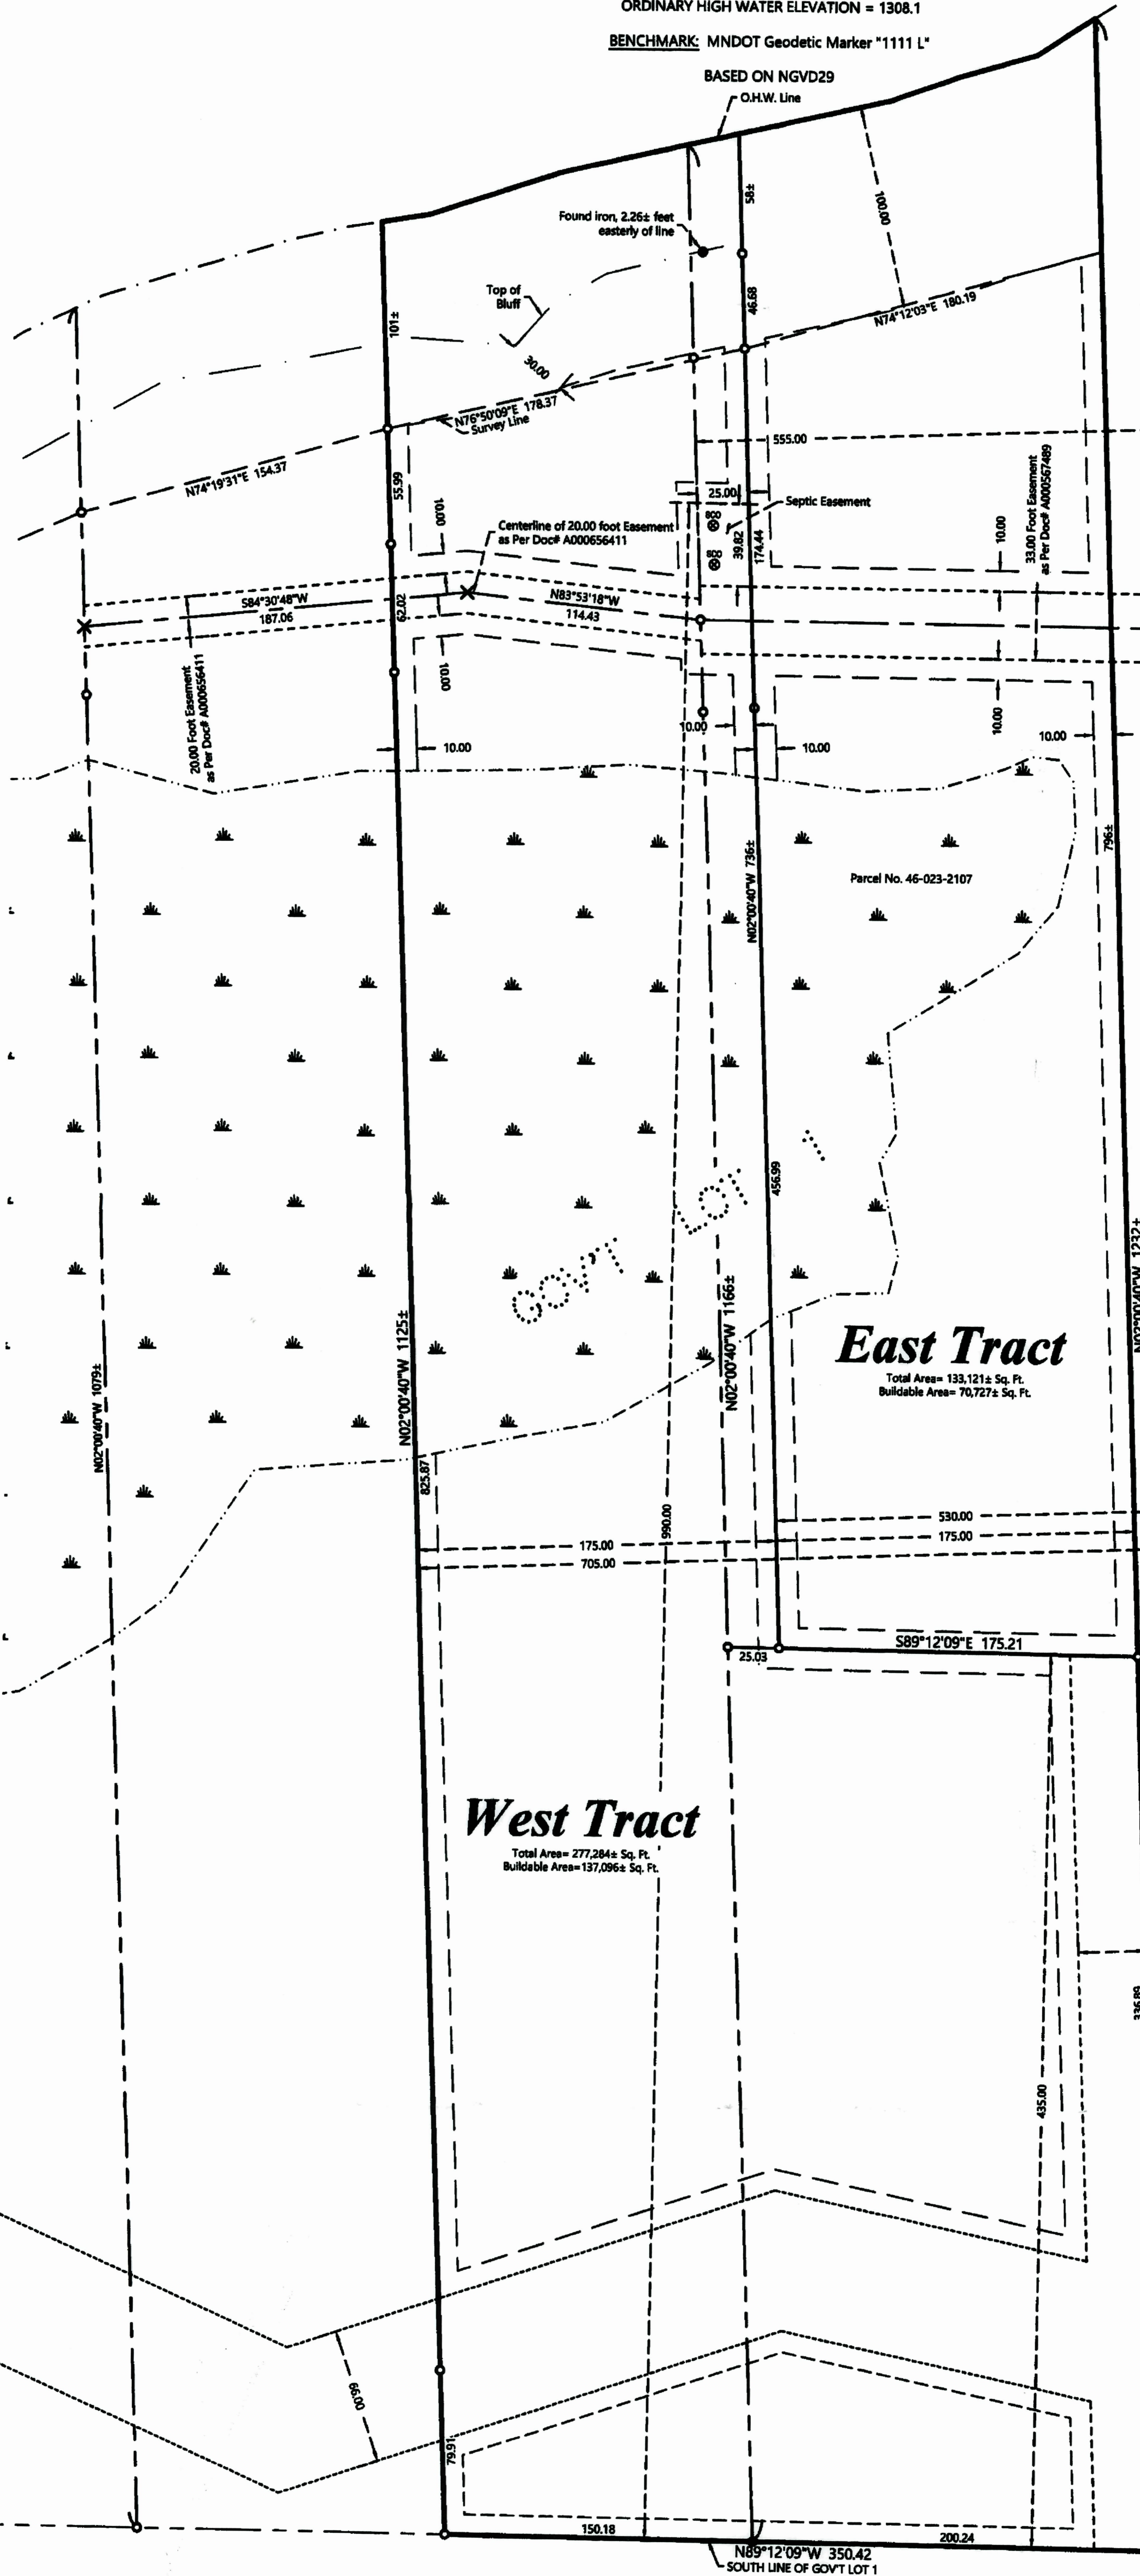 ORDINARY HIGH WATER ELEVATION = 1308.1
BENCHMARK: MNDOT Geodetic Marker "1111 L"
BASED ON NGVD29
O.H.W. Line
58±
100.00
Found iron, 2.26± feet
easterly of line
Top of
Bluff
46.68
101±
N74°12'03"E 180.19
30.00
N76°50'09"E 178.37
Survey Line
555.00
N74°19'31"E 154.37
55.99
10.00
25.00
Septic Easement
33.00 Foot Easement
as Per Doc# A000567489
10.00
Centerline of 20.00 foot Easement
as Per Doc# A000656411
39.82
174.44
S84°30'48"W
187.06
62.02
N83°53'18"W
114.43
10.00
20.00 Foot Easement
as Per Doc# A000656411
10.00
10.00
10.00
10.00
10.00
796±
N02°00'40"W 736±
Parcel No. 46-023-2107
456.99
GOV'T LOT 1
N02°00'40"W 1232±
N02°00'40"W 1166±
N02°00'40"W 1125±
N02°00'40"W 1079±
East Tract
Total Area= 133,121± Sq. Ft.
Buildable Area= 70,727± Sq. Ft.
825.87
990.00
530.00
175.00
175.00
705.00
S89°12'09"E 175.21
25.03
West Tract
Total Area= 277,284± Sq. Ft.
Buildable Area=137,096± Sq. Ft.
336.89
435.00
66.00
79.91
150.18
200.24
N89°12'09"W 350.42
SOUTH LINE OF GOV'T LOT 1